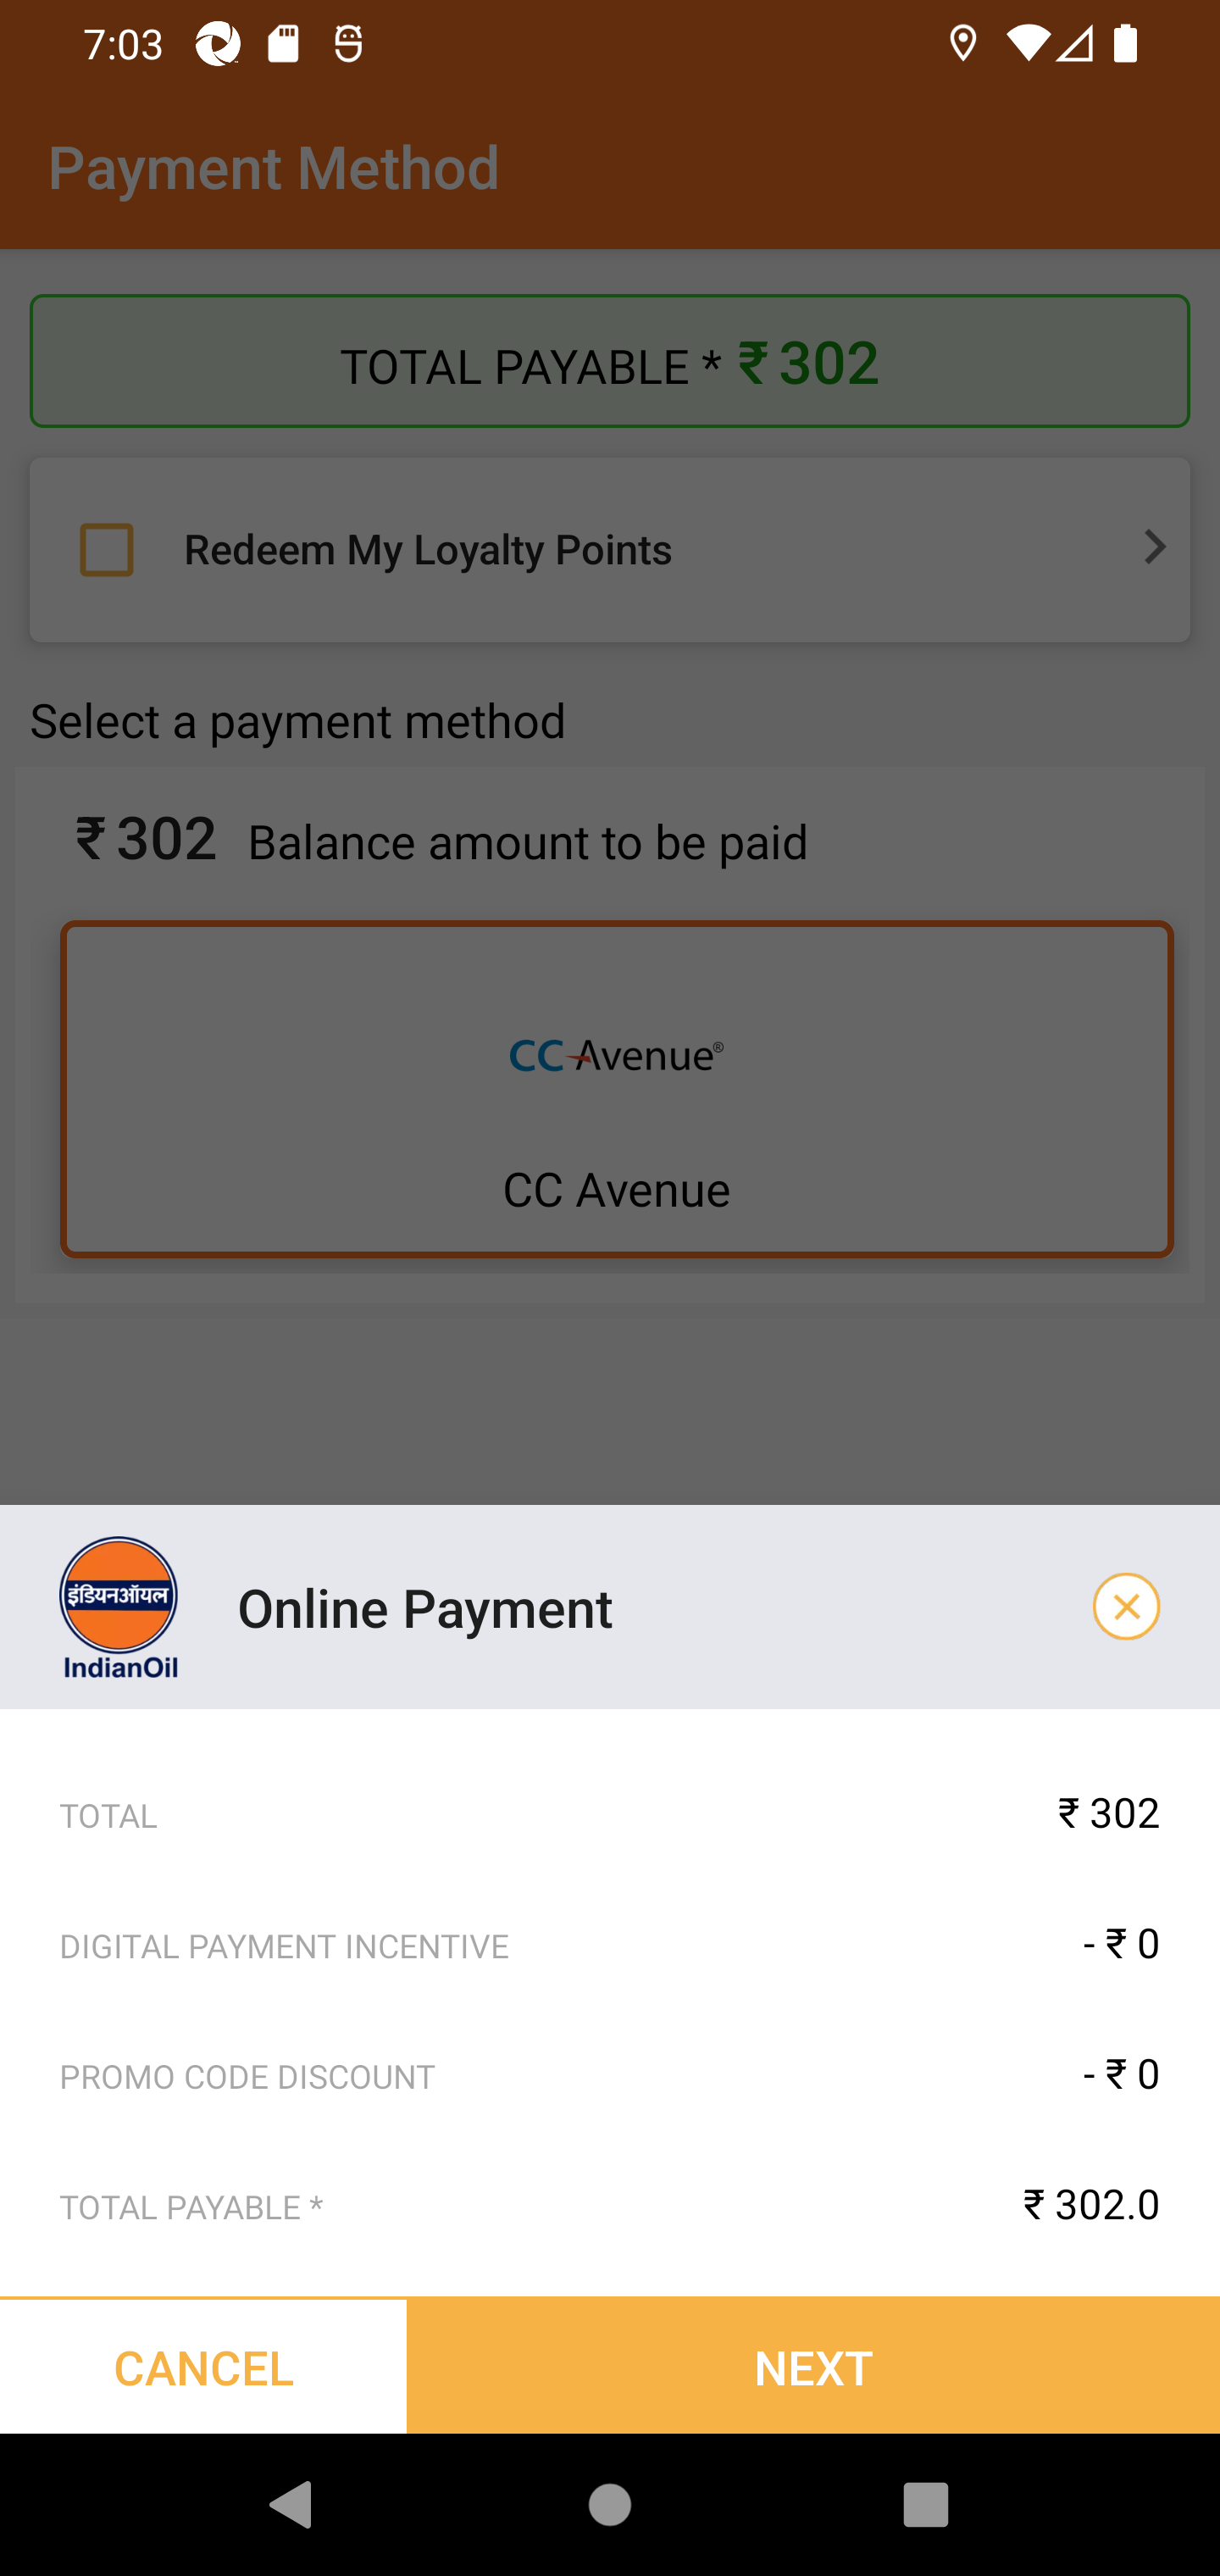 7:03
Payment Method
TOTAL PAYABLE * ₹ 302
Redeem My Loyalty Points
Select a payment method
₹ 302 Balance amount to be paid
CC Avenue®
CC Avenue
इंडियनऑयल
IndianOil
Online Payment
TOTAL ₹ 302
DIGITAL PAYMENT INCENTIVE - ₹ 0
PROMO CODE DISCOUNT - ₹ 0
TOTAL PAYABLE * ₹ 302.0
CANCEL NEXT